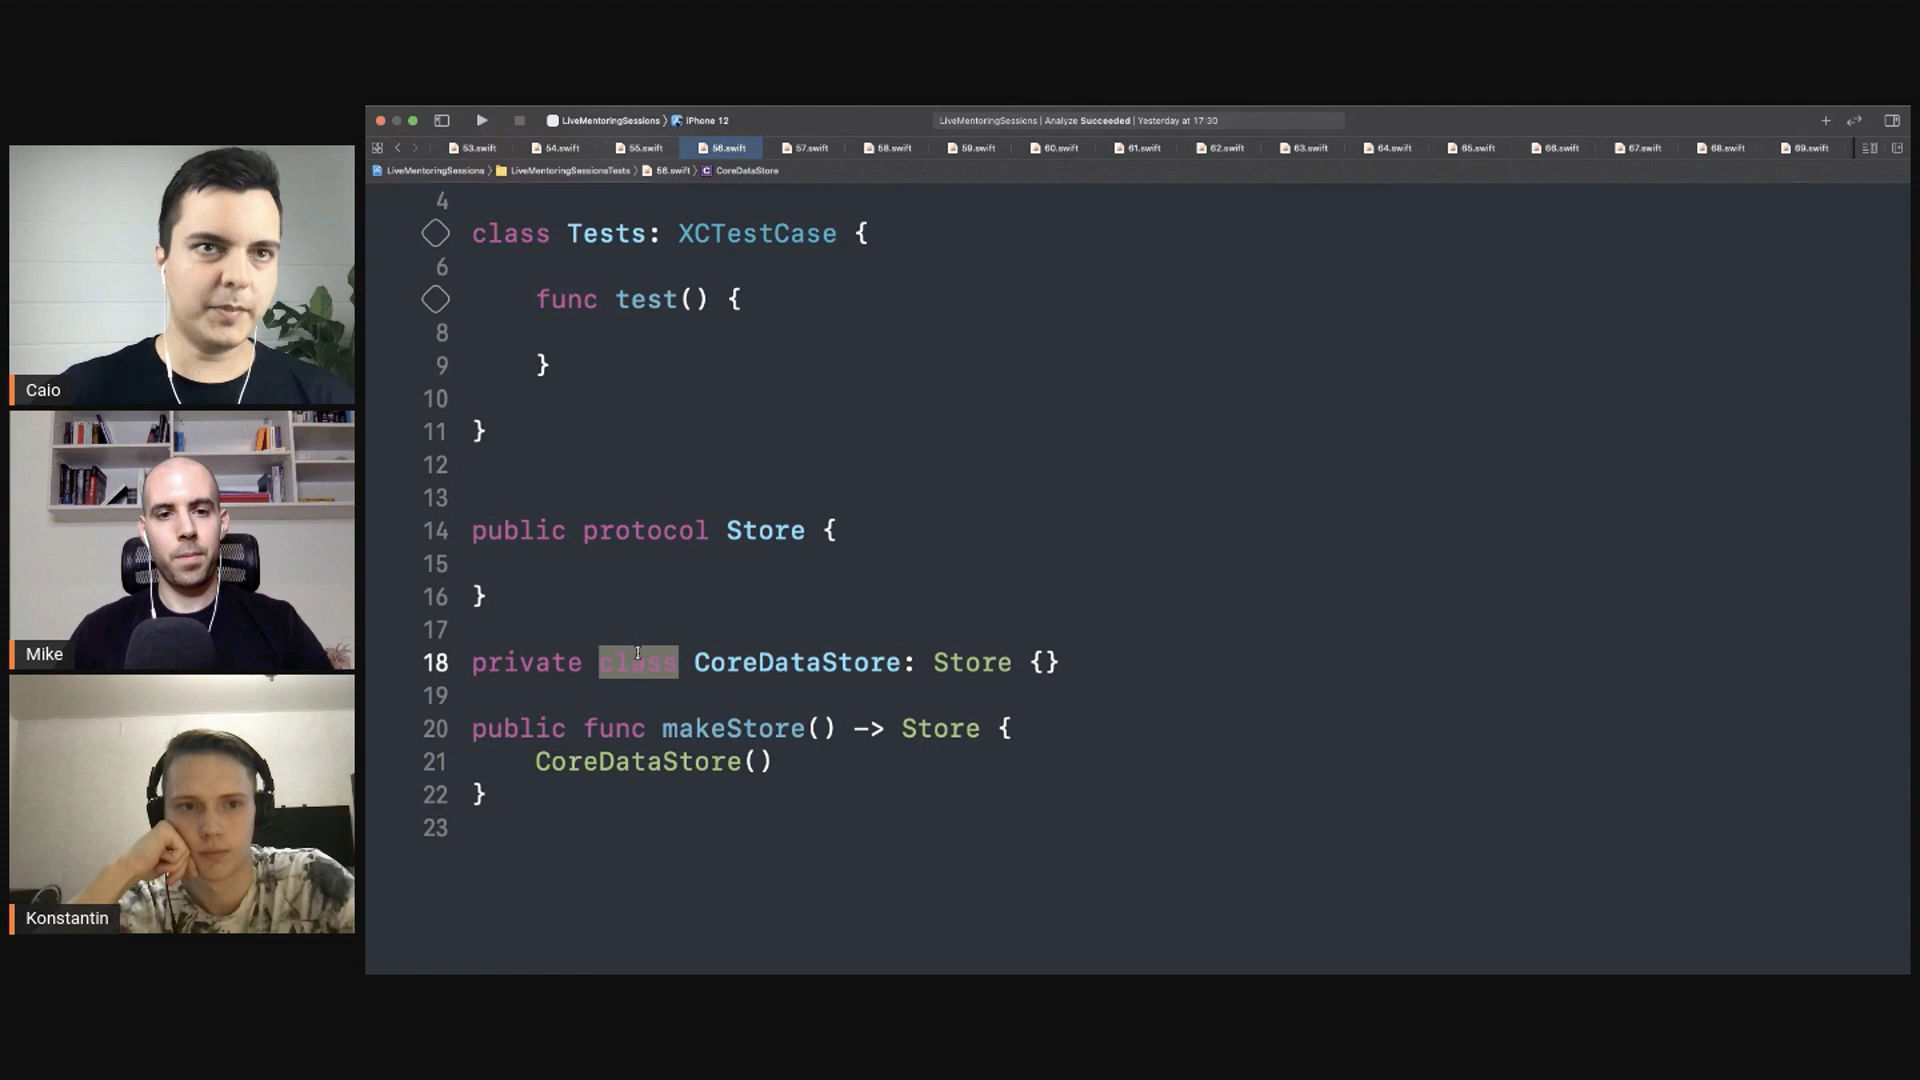 LiveMentoringSessions 〉 iPhone 12
LiveMentoringSessions | Analyze Succeeded | Yesterday at 17:30
53.swift 54.swift 55.swift 56.swift 57.swift 58.swift 59.swift 60.swift 61.swift 62.swift 63.swift 64.swift 65.swift 66.swift 67.swift 68.swift 69.swift
LiveMentoringSessions 〉 LiveMentoringSessionsTests 〉 56.swift 〉 C CoreDataStore
4
class Tests: XCTestCase {
6
func test() {
8
9 }
10
11 }
12
13
14 public protocol Store {
15
16 }
17
18 private class CoreDataStore: Store {}
19
20 public func makeStore() -> Store {
21 CoreDataStore()
22 }
23
Caio
Mike
Konstantin